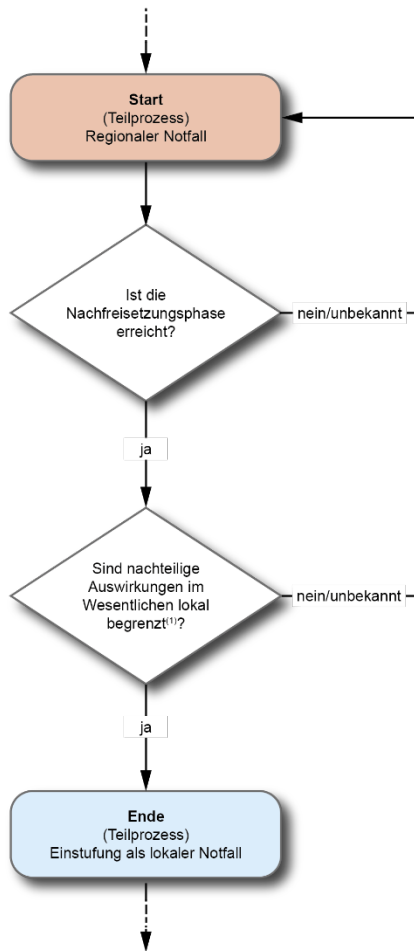 Start
(Teilprozess)
Regionaler Notfall
Ist die
Nachfreisetzungsphase
erreicht?
nein/unbekannt
ja
Sind nachteilige
Auswirkungen im
Wesentlichen lokal
begrenzt⁽¹⁾?
nein/unbekannt
ja
Ende
(Teilprozess)
Einstufung als lokaler Notfall